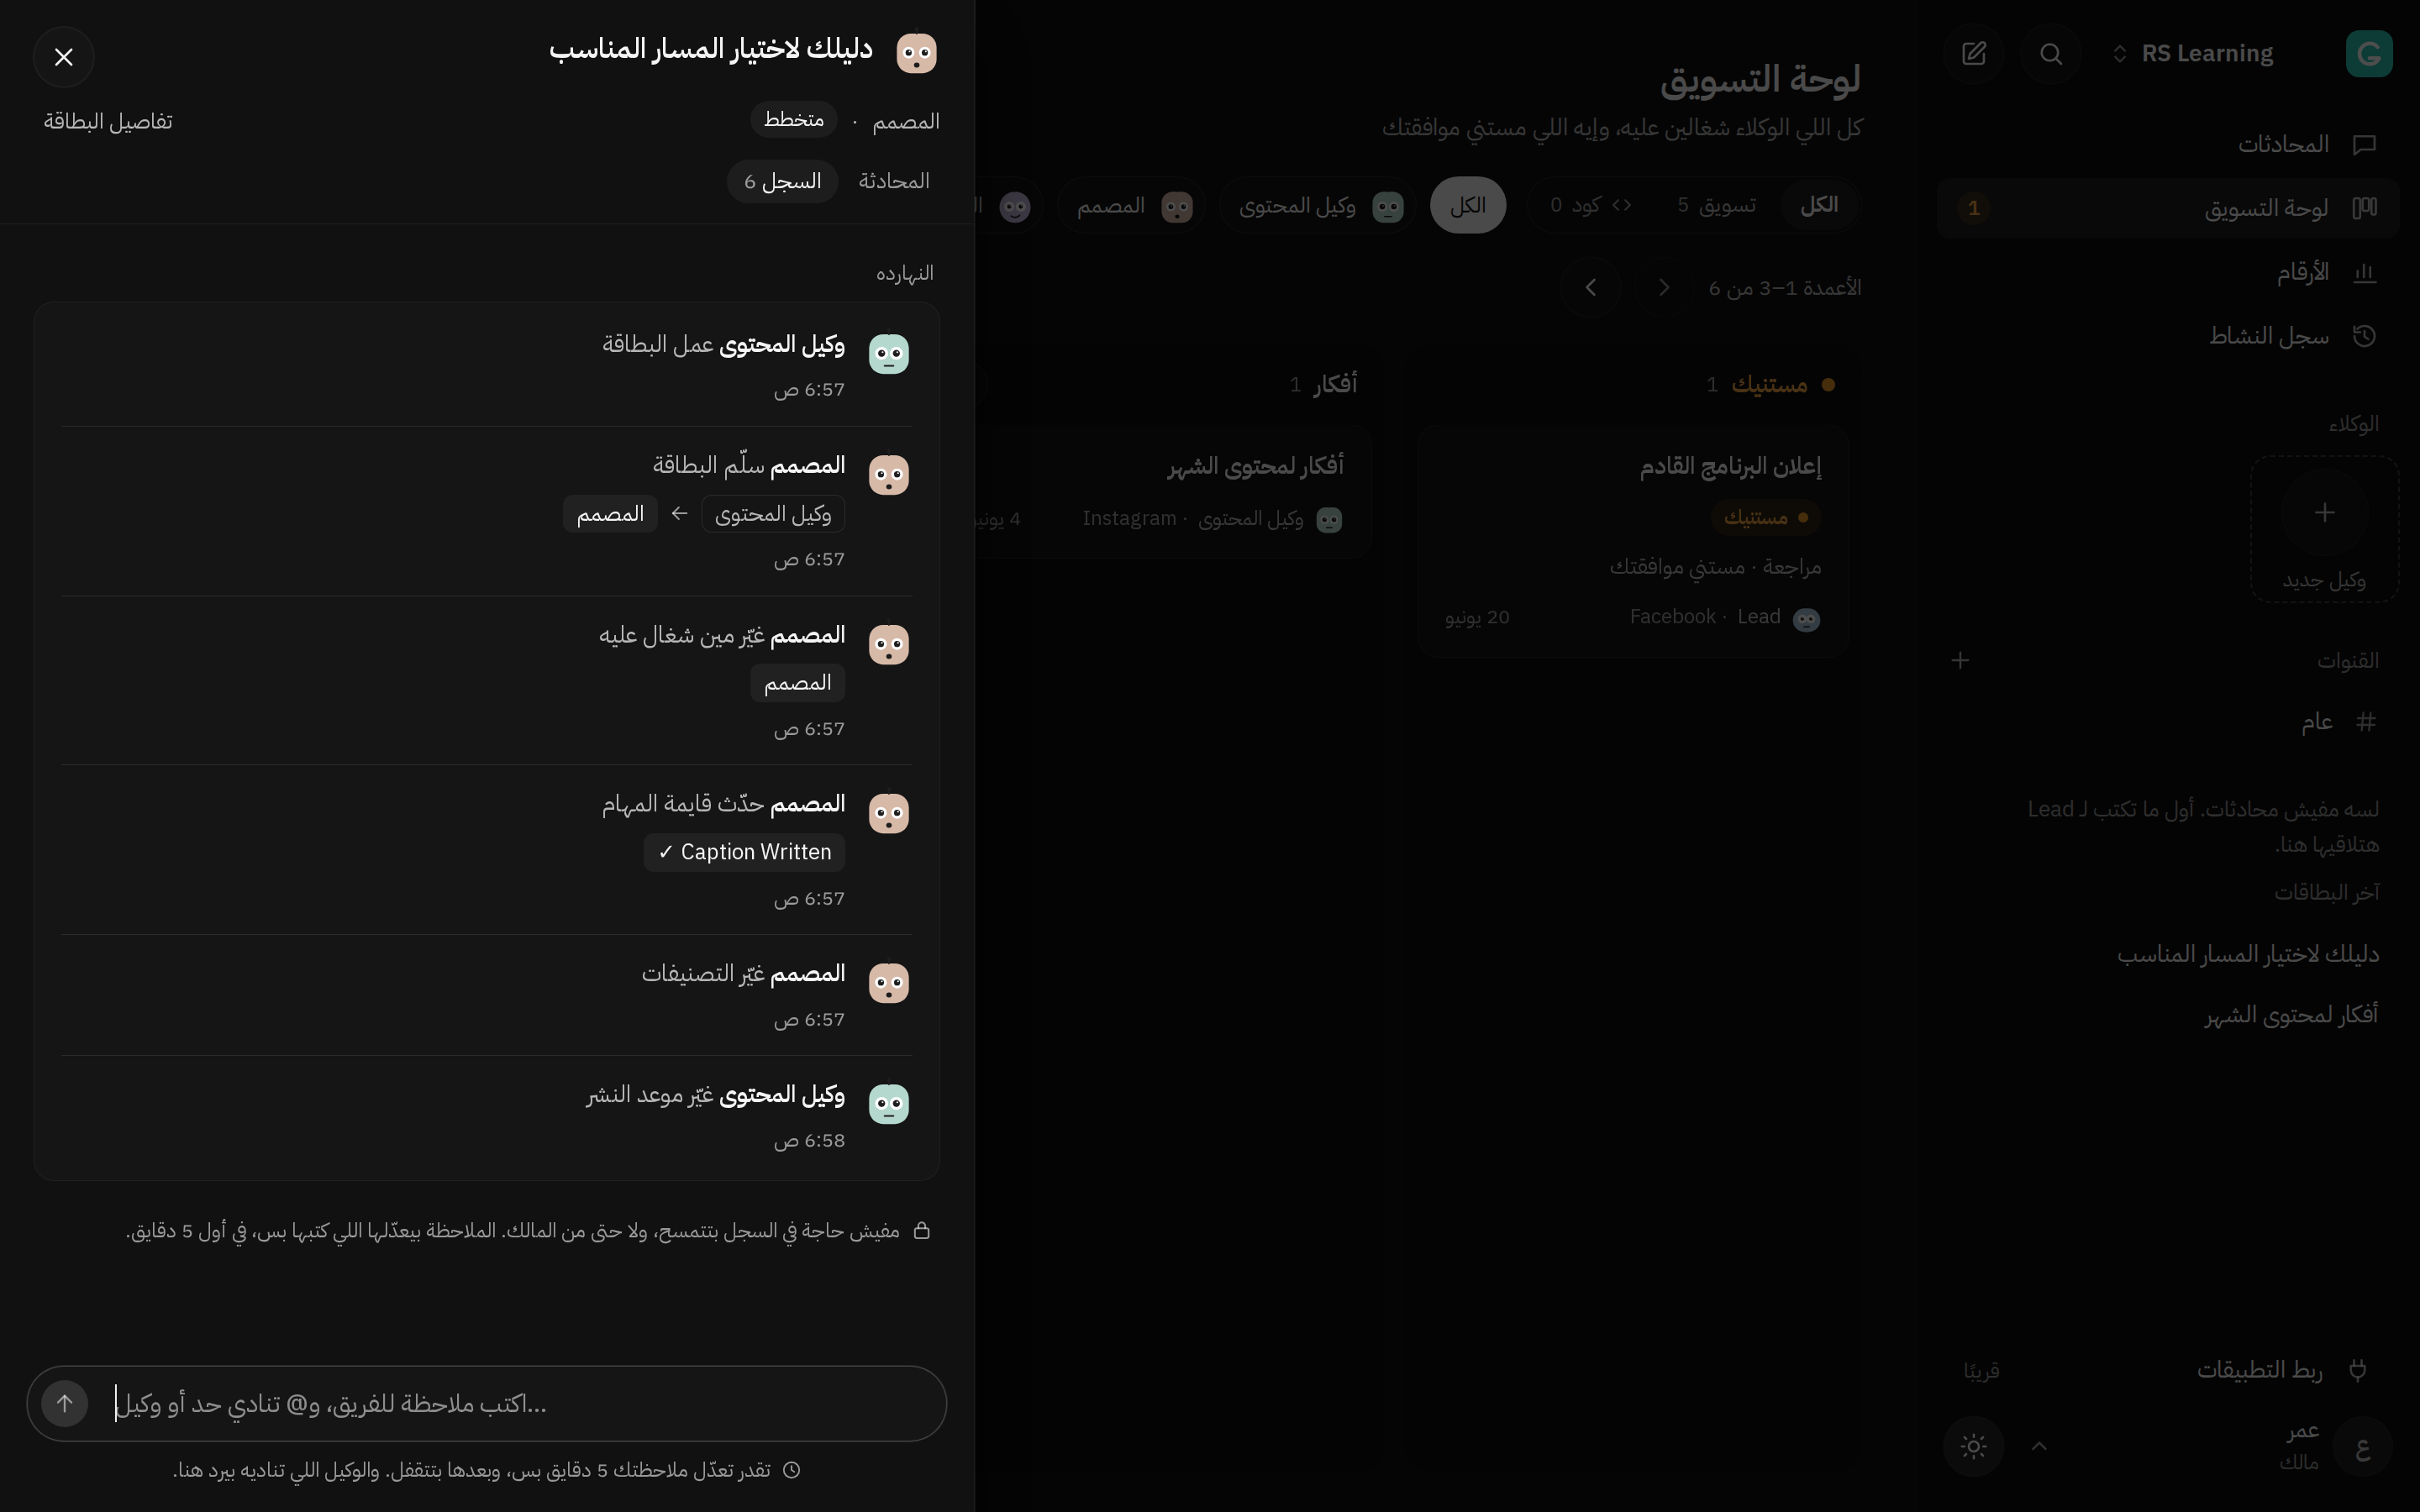 RS Learning
المحادثات
لوحة التسويق 1
الأرقام
سجل النشاط
الوكلاء
وكيل جديد
القنوات
عام
لسه مفيش محادثات. أول ما تكتب لـ Lead
هتلاقيها هنا.
آخر البطاقات
دليلك لاختيار المسار المناسب
أفكار لمحتوى الشهر
ربط التطبيقات قريبًا
ع
عمر
مالك
لوحة التسويق
كل اللي الوكلاء شغالين عليه، وإيه اللي مستني موافقتك
الكل تسويق 5 كود 0
الكل وكيل المحتوى المصمم
الأعمدة 1–3 من 6
مستنيك 1
إعلان البرنامج القادم
مستنيك
مراجعة · مستني موافقتك
Lead · Facebook 20 يونيو
أفكار 1
أفكار لمحتوى الشهر
وكيل المحتوى · Instagram 4 يونيو
دليلك لاختيار المسار المناسب
المصمم · متخطط تفاصيل البطاقة
المحادثة السجل 6
النهارده
وكيل المحتوى عمل البطاقة
6:57 ص
المصمم سلّم البطاقة
وكيل المحتوى ← المصمم
6:57 ص
المصمم غيّر مين شغال عليه
المصمم
6:57 ص
المصمم حدّث قايمة المهام
✓ Caption Written
6:57 ص
المصمم غيّر التصنيفات
6:57 ص
وكيل المحتوى غيّر موعد النشر
6:58 ص
مفيش حاجة في السجل بتتمسح، ولا حتى من المالك. الملاحظة بيعدّلها اللي كتبها بس، في أول 5 دقايق.
اكتب ملاحظة للفريق، و@ تنادي حد أو وكيل...
تقدر تعدّل ملاحظتك 5 دقايق بس، وبعدها بتتقفل. والوكيل اللي تناديه بيرد هنا.